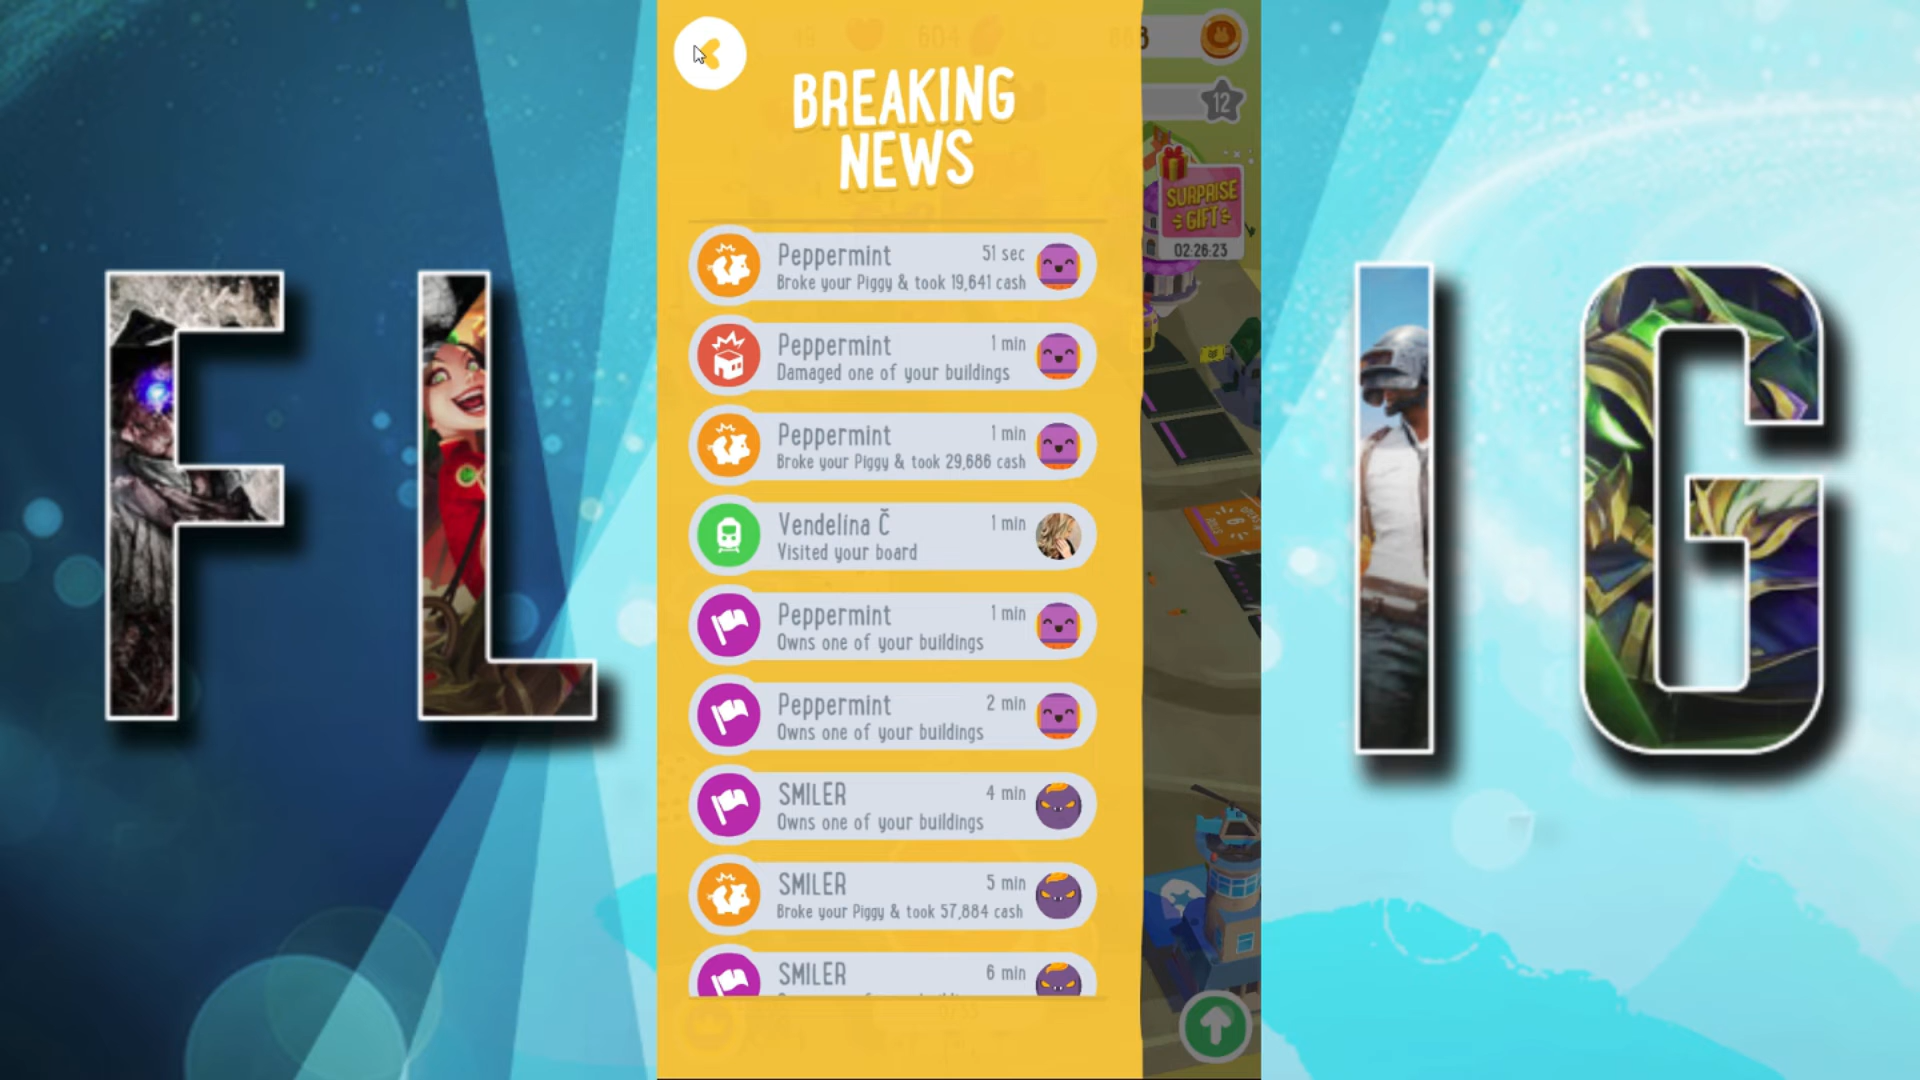 FL
IG
BREAKING
NEWS
Peppermint 51 sec
Broke your Piggy & took 19,641 cash
Peppermint 1 min
Damaged one of your buildings
Peppermint 1 min
Broke your Piggy & took 29,686 cash
Vendelína Č 1 min
Visited your board
Peppermint 1 min
Owns one of your buildings
Peppermint 2 min
Owns one of your buildings
SMILER 4 min
Owns one of your buildings
SMILER 5 min
Broke your Piggy & took 57,884 cash
SMILER 6 min
12
SURPRISE
GIFT
02:26:23